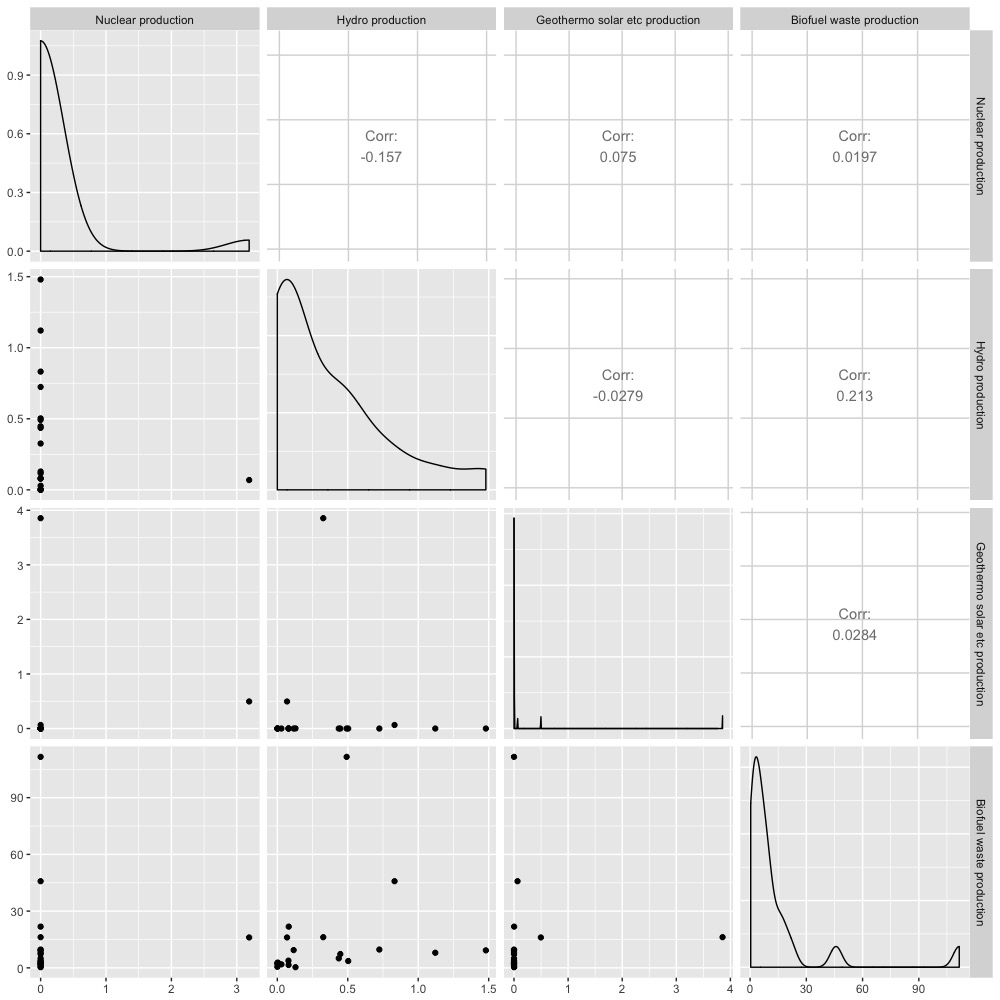 Nuclear production
Hydro production
Geothermo solar etc production
Biofuel waste production
0.9
0.6
0.3
0.0
Corr:
-0.157
Corr:
0.075
Corr:
0.0197
Nuclear production
1.5
1.0
0.5
0.0
Corr:
-0.0279
Corr:
0.213
Hydro production
4
3
2
1
0
Corr:
0.0284
Geothermo solar etc production
90
60
30
0
Biofuel waste production
0
1
2
3
0.0
0.5
1.0
1.5
0
1
2
3
4
0
30
60
90